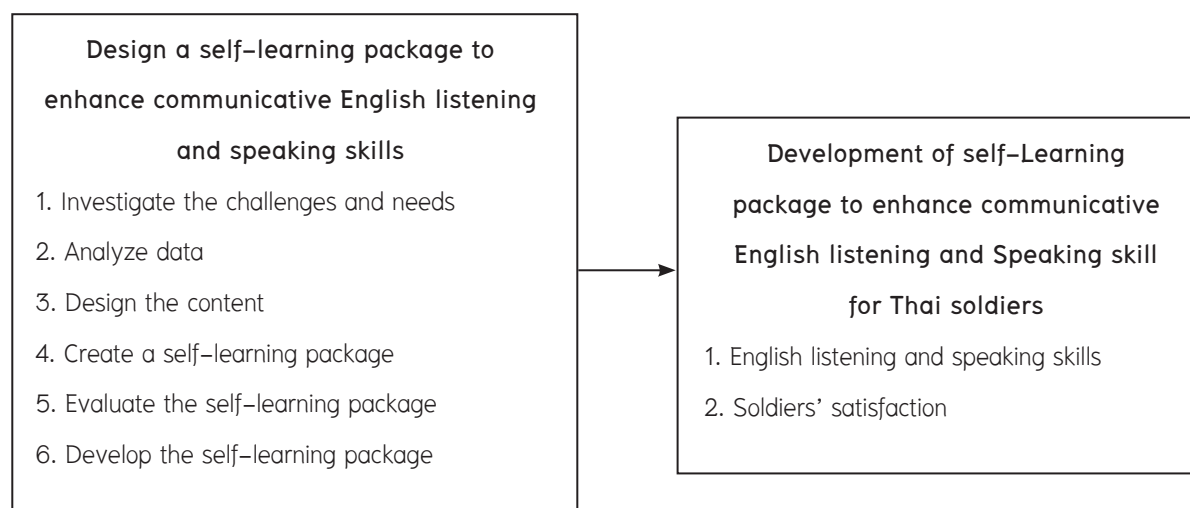 Design a self-learning package to
enhance communicative English listening
and speaking skills
1. Investigate the challenges and needs
2. Analyze data
3. Design the content
4. Create a self-learning package
5. Evaluate the self-learning package
6. Develop the self-learning package
Development of self-Learning
package to enhance communicative
English listening and Speaking skill
for Thai soldiers
1. English listening and speaking skills
2. Soldiers' satisfaction